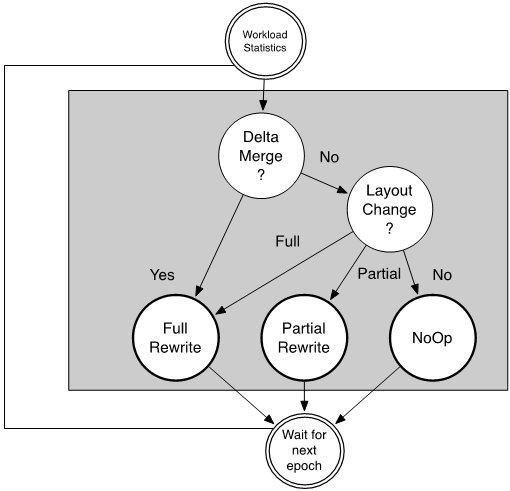 Workload
Statistics
Delta
Merge
?
No
Layout
Change
?
Full
Partial
No
Yes
Full
Rewrite
Partial
Rewrite
NoOp
Wait for
next
epoch